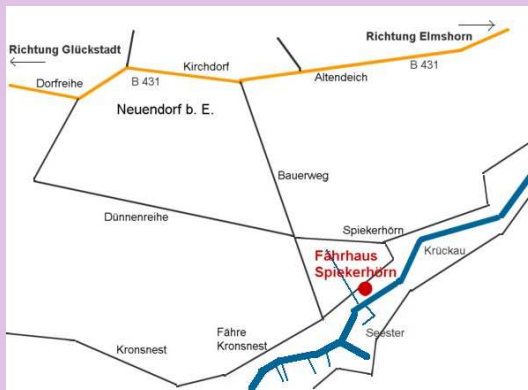 Richtung Elmshorn
Richtung Glückstadt
Kirchdorf
B 431
Altendeich
Dorfreihe
B 431
Neuendorf b. E.
Bauerweg
Dünnenreihe
Spiekerhörn
Fährhaus
Spiekerhörn
Krückau
Fähre
Kronsnest
Seester
Kronsnest